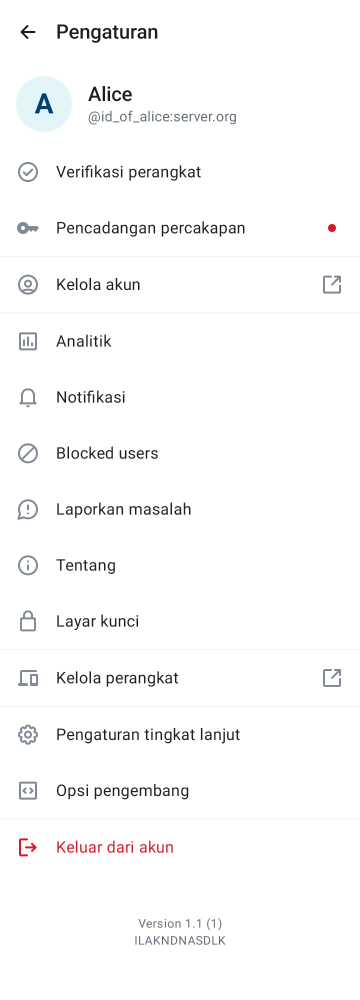 Pengaturan
A
Alice
@id_of_alice:server.org
Verifikasi perangkat
Pencadangan percakapan
Kelola akun
Analitik
Notifikasi
Blocked users
Laporkan masalah
Tentang
Layar kunci
Kelola perangkat
Pengaturan tingkat lanjut
Opsi pengembang
Keluar dari akun
Version 1.1 (1)
ILAKNDNASDLK